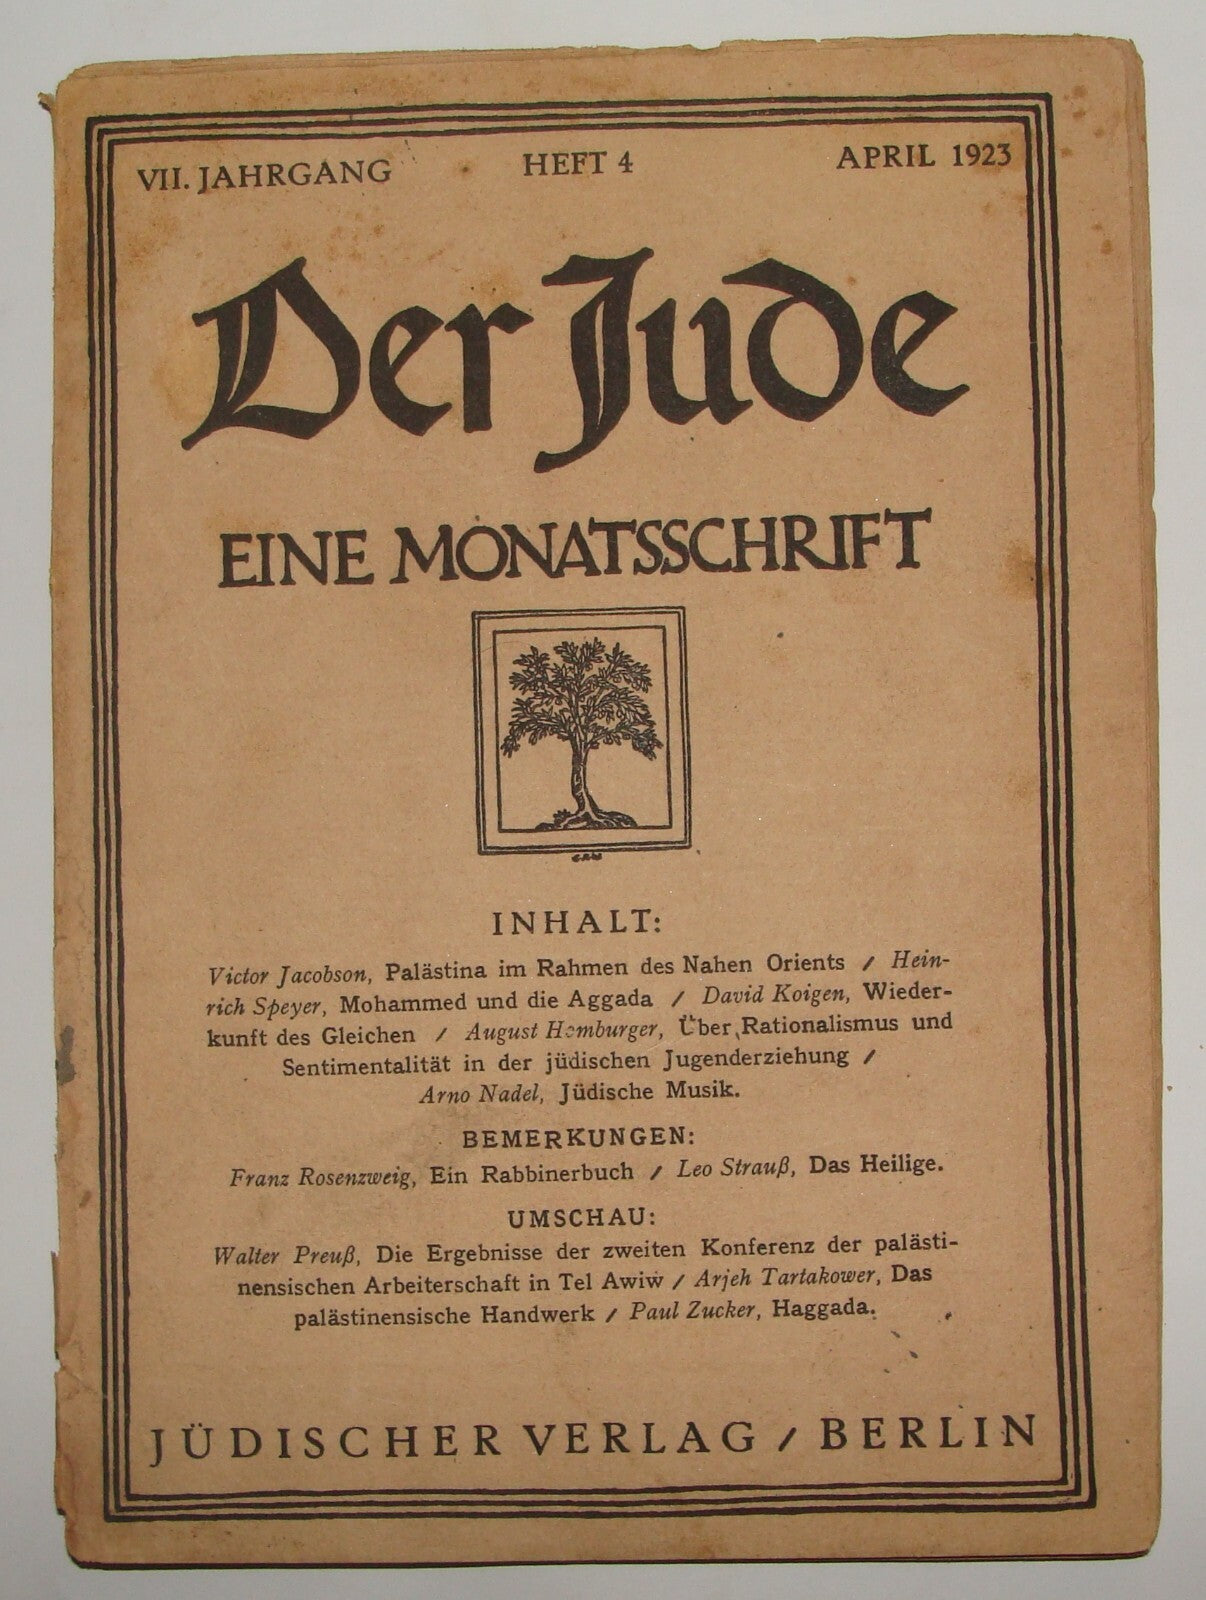 VII. JAHRGANG HEFT 4 APRIL 1923
Der Jude
EINE MONATSSCHRIFT
INHALT:
Victor Jacobson, Palästina im Rahmen des Nahen Orients / Hein-
rich Speyer, Mohammed und die Aggada / David Koigen, Wieder-
kunft des Gleichen / August Homburger, Über Rationalismus und
Sentimentalität in der jüdischen Jugenderziehung /
Arno Nadel, Jüdische Musik.
BEMERKUNGEN:
Franz Rosenzweig, Ein Rabbinerbuch / Leo Strauß, Das Heilige.
UMSCHAU:
Walter Preuß, Die Ergebnisse der zweiten Konferenz der palästi-
nensischen Arbeiterschaft in Tel Awiw / Arjeh Tartakower, Das
palästinensische Handwerk / Paul Zucker, Haggada.
JÜDISCHER VERLAG / BERLIN